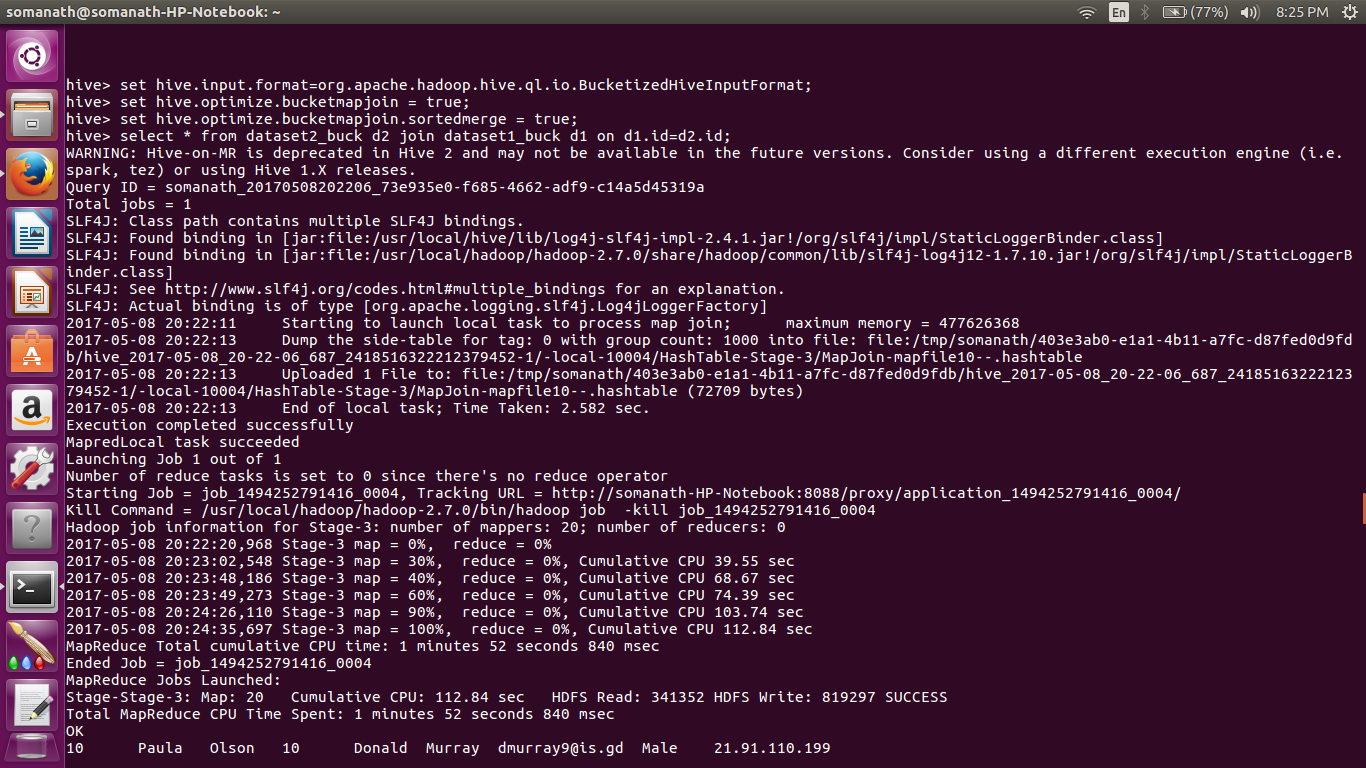 somanath@somanath-HP-Notebook: ~
En
(77%)
8:25 PM
hive> set hive.input.format=org.apache.hadoop.hive.ql.io.BucketizedHiveInputFormat;
hive> set hive.optimize.bucketmapjoin = true;
hive> set hive.optimize.bucketmapjoin.sortedmerge = true;
hive> select * from dataset2_buck d2 join dataset1_buck d1 on d1.id=d2.id;
WARNING: Hive-on-MR is deprecated in Hive 2 and may not be available in the future versions. Consider using a different execution engine (i.e.
spark, tez) or using Hive 1.X releases.
Query ID = somanath_20170508202206_73e935e0-f685-4662-adf9-c14a5d45319a
Total jobs = 1
SLF4J: Class path contains multiple SLF4J bindings.
SLF4J: Found binding in [jar:file:/usr/local/hive/lib/log4j-slf4j-impl-2.4.1.jar!/org/slf4j/impl/StaticLoggerBinder.class]
SLF4J: Found binding in [jar:file:/usr/local/hadoop/hadoop-2.7.0/share/hadoop/common/lib/slf4j-log4j12-1.7.10.jar!/org/slf4j/impl/StaticLoggerB
inder.class]
SLF4J: See http://www.slf4j.org/codes.html#multiple_bindings for an explanation.
SLF4J: Actual binding is of type [org.apache.logging.slf4j.Log4jLoggerFactory]
2017-05-08 20:22:11     Starting to launch local task to process map join;      maximum memory = 477626368
2017-05-08 20:22:13     Dump the side-table for tag: 0 with group count: 1000 into file: file:/tmp/somanath/403e3ab0-e1a1-4b11-a7fc-d87fed0d9fd
b/hive_2017-05-08_20-22-06_687_2418516322212379452-1/-local-10004/HashTable-Stage-3/MapJoin-mapfile10--.hashtable
2017-05-08 20:22:13     Uploaded 1 File to: file:/tmp/somanath/403e3ab0-e1a1-4b11-a7fc-d87fed0d9fdb/hive_2017-05-08_20-22-06_687_24185163222123
79452-1/-local-10004/HashTable-Stage-3/MapJoin-mapfile10--.hashtable (72709 bytes)
2017-05-08 20:22:13     End of local task; Time Taken: 2.582 sec.
Execution completed successfully
MapredLocal task succeeded
Launching Job 1 out of 1
Number of reduce tasks is set to 0 since there's no reduce operator
Starting Job = job_1494252791416_0004, Tracking URL = http://somanath-HP-Notebook:8088/proxy/application_1494252791416_0004/
Kill Command = /usr/local/hadoop/hadoop-2.7.0/bin/hadoop job  -kill job_1494252791416_0004
Hadoop job information for Stage-3: number of mappers: 20; number of reducers: 0
2017-05-08 20:22:20,968 Stage-3 map = 0%,  reduce = 0%
2017-05-08 20:23:02,548 Stage-3 map = 30%,  reduce = 0%, Cumulative CPU 39.55 sec
2017-05-08 20:23:48,186 Stage-3 map = 40%,  reduce = 0%, Cumulative CPU 68.67 sec
2017-05-08 20:23:49,273 Stage-3 map = 60%,  reduce = 0%, Cumulative CPU 74.39 sec
2017-05-08 20:24:26,110 Stage-3 map = 90%,  reduce = 0%, Cumulative CPU 103.74 sec
2017-05-08 20:24:35,697 Stage-3 map = 100%,  reduce = 0%, Cumulative CPU 112.84 sec
MapReduce Total cumulative CPU time: 1 minutes 52 seconds 840 msec
Ended Job = job_1494252791416_0004
MapReduce Jobs Launched:
Stage-Stage-3: Map: 20   Cumulative CPU: 112.84 sec   HDFS Read: 341352 HDFS Write: 819297 SUCCESS
Total MapReduce CPU Time Spent: 1 minutes 52 seconds 840 msec
OK
10      Paula   Olson   10      Donald  Murray  dmurray9@is.gd  Male    21.91.110.199